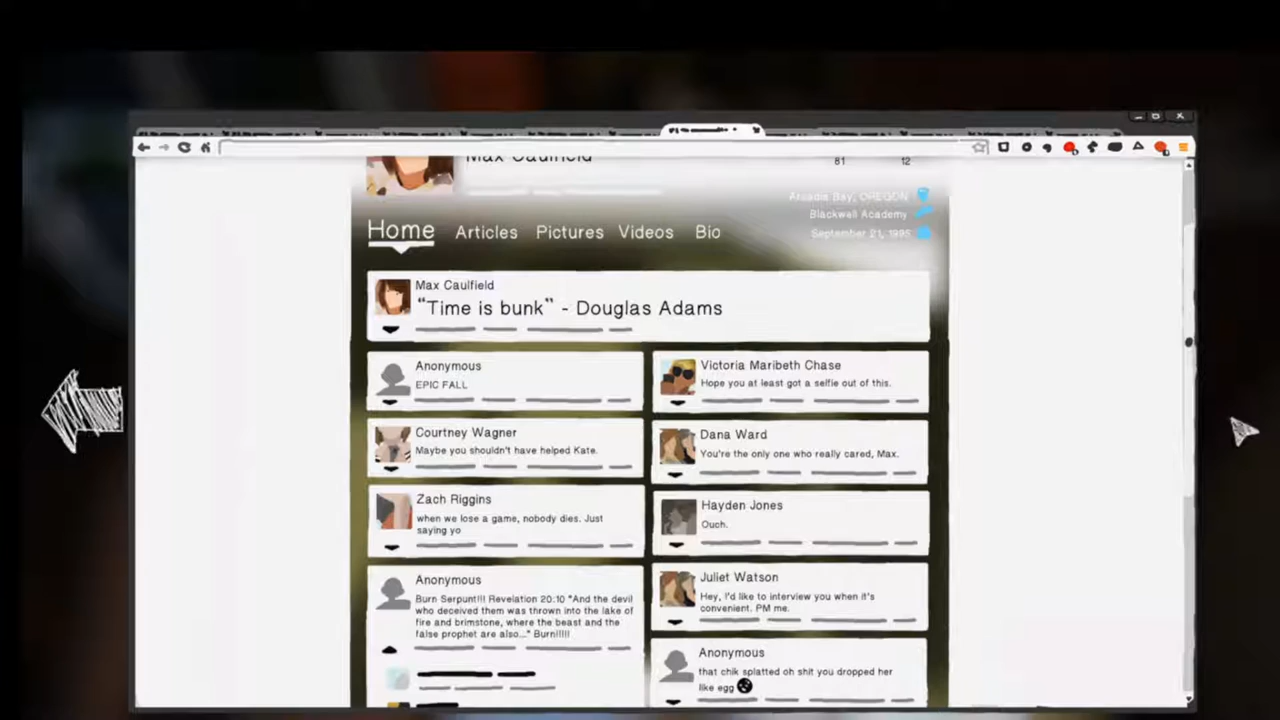 Max Caulfield
81 12
Arcadia Bay, OREGON
Blackwell Academy
September 21, 1995
Home Articles Pictures Videos Bio
Max Caulfield
"Time is bunk" - Douglas Adams
Anonymous
EPIC FALL
Courtney Wagner
Maybe you shouldn't have helped Kate.
Zach Riggins
when we lose a game, nobody dies. Just
saying yo
Anonymous
Burn Serpunt!!! Revelation 20:10 "And the devil
who deceived them was thrown into the lake of
fire and brimstone, where the beast and the
false prophet are also..." Burn!!!!!
Victoria Maribeth Chase
Hope you at least got a selfie out of this.
Dana Ward
You're the only one who really cared, Max.
Hayden Jones
Ouch.
Juliet Watson
Hey, I'd like to interview you when it's
convenient. PM me.
Anonymous
that chik splatted oh shit you dropped her
like egg